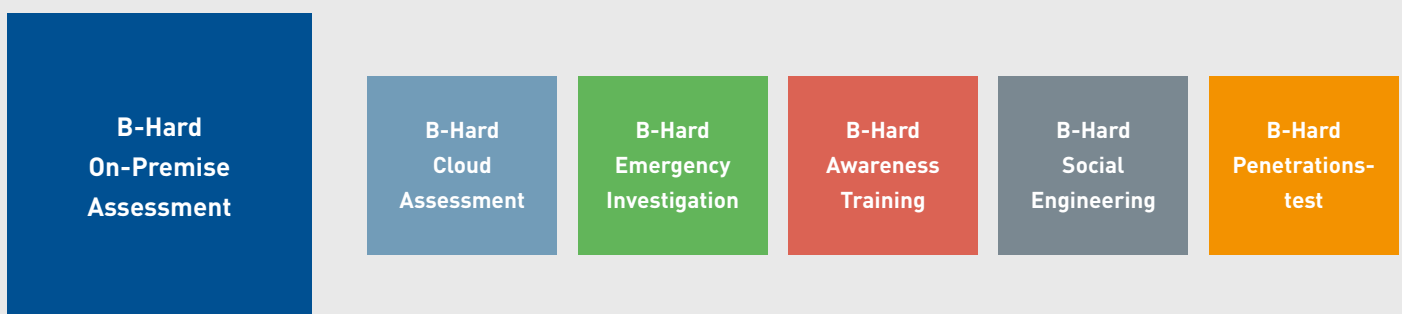 B-Hard
On-Premise
Assessment
B-Hard
Cloud
Assessment
B-Hard
Emergency
Investigation
B-Hard
Awareness
Training
B-Hard
Social
Engineering
B-Hard
Penetrations-
test